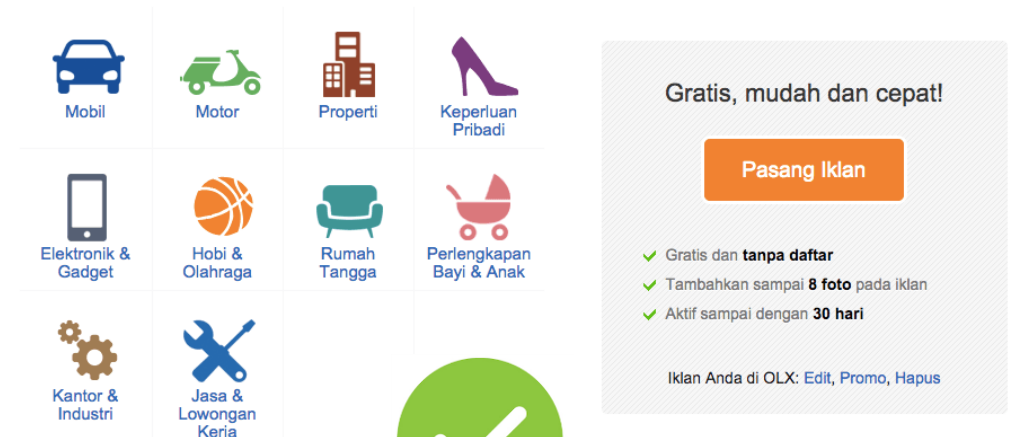 Mobil
Motor
Properti
Keperluan
Pribadi
Elektronik &
Gadget
Hobi &
Olahraga
Rumah
Tangga
Perlengkapan
Bayi & Anak
Kantor &
Industri
Jasa &
Lowongan
Kerja
Gratis, mudah dan cepat!
Pasang Iklan
Gratis dan tanpa daftar
Tambahkan sampai 8 foto pada iklan
Aktif sampai dengan 30 hari
Iklan Anda di OLX: Edit, Promo, Hapus